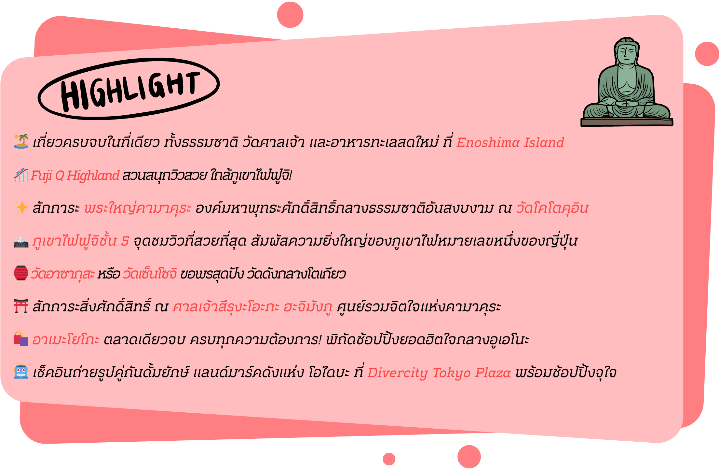 HIGHLIGHT
เที่ยวครบจบในที่เดียว ทั้งธรรมชาติ วัดศาลเจ้า และอาหารทะเลสดใหม่ ที่ Enoshima Island
Fuji Q Highland สวนสนุกวิวสวย ใกล้ภูเขาไฟฟูจิ!
สักการะ พระใหญ่คามาคุระ องค์มหาพุทธะศักดิ์สิทธิ์กลางธรรมชาติอันสงบงาม ณ วัดโคโตคุอิน
ภูเขาไฟฟูจิชั้น 5 จุดชมวิวที่สวยที่สุด สัมผัสความยิ่งใหญ่ของภูเขาไฟหมายเลขหนึ่งของญี่ปุ่น
วัดอาซากุสะ หรือ วัดเซ็นโซจิ ขอพรสุดปัง วัดดังกลางโตเกียว
สักการะสิ่งศักดิ์สิทธิ์ ณ ศาลเจ้าสึรุงะโอะกะ ฮะจิมังกู ศูนย์รวมจิตใจแห่งคามาคุระ
อาเมะโยโกะ ตลาดเดียวจบ ครบทุกความต้องการ! พิกัดช้อปปิ้งยอดฮิตใจกลางอูเอโนะ
เช็คอินถ่ายรูปคู่กันดั้มยักษ์ แลนด์มาร์คดังแห่ง โอไดบะ ที่ Divercity Tokyo Plaza พร้อมช้อปปิ้งจุใจ